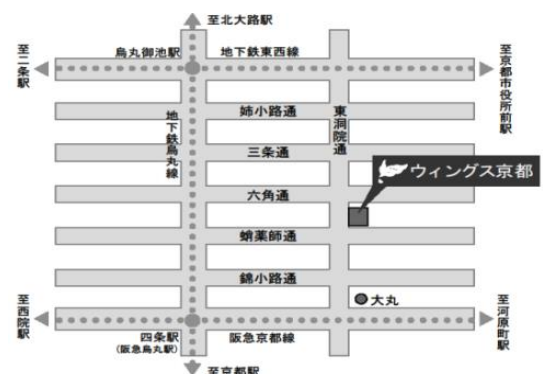 至北大路駅
烏丸御池駅
地下鉄東西線
至二条駅
至京都市役所前駅
地下鉄烏丸線
姉小路通
東洞院通
三条通
ウィングス京都
六角通
蛸薬師通
錦小路通
大丸
至西院駅
至河原町駅
四条駅
(阪急烏丸駅)
阪急京都線
至京都駅